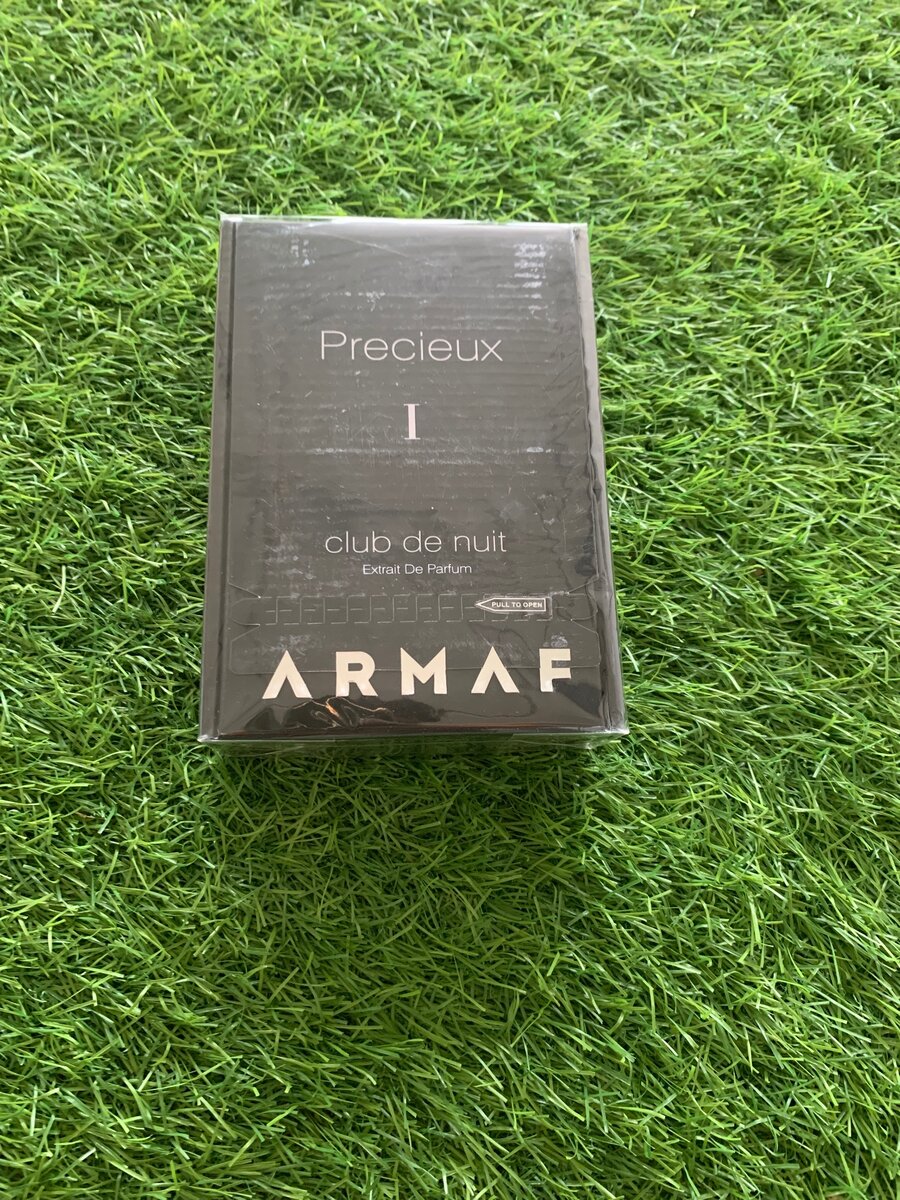 Precieux
I
club de nuit
Extrait De Parfum
PULL TO OPEN
ARMAF